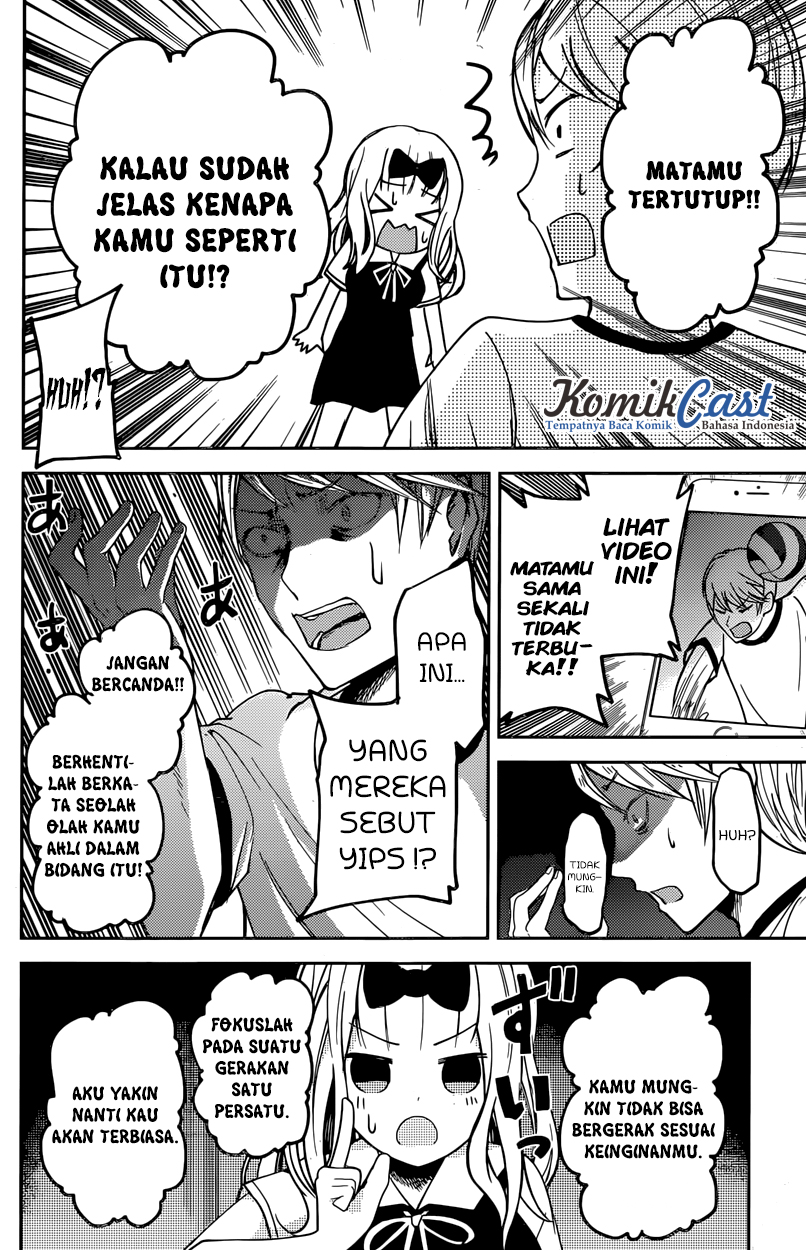 MATAMU
TERTUTUP!!
KALAU SUDAH
JELAS KENAPA
KAMU SEPERTI
ITU!?
HUH!?
KomikCast
Tempatnya Baca Komik Bahasa Indonesia
LIHAT
VIDEO
INI!
MATAMU
SAMA
SEKALI
TIDAK
TERBU-
KA!!
HUH?
TIDAK
MUNG-
KIN.
APA
INI...
YANG
MEREKA
SEBUT
YIPS !?
あ
あ
あ
JANGAN
BERCANDA!!
BERHENTI-
LAH BERKA-
TA SEOLAH
OLAH KAMU
AHLI DALAM
BIDANG ITU!
KAMU MUNG-
KIN TIDAK BISA
BERGERAK SESUAI
KEINGINANMU.
FOKUSLAH
PADA SUATU
GERAKAN
SATU
PERSATU.
AKU YAKIN
NANTI KAU
AKAN TERBIASA.